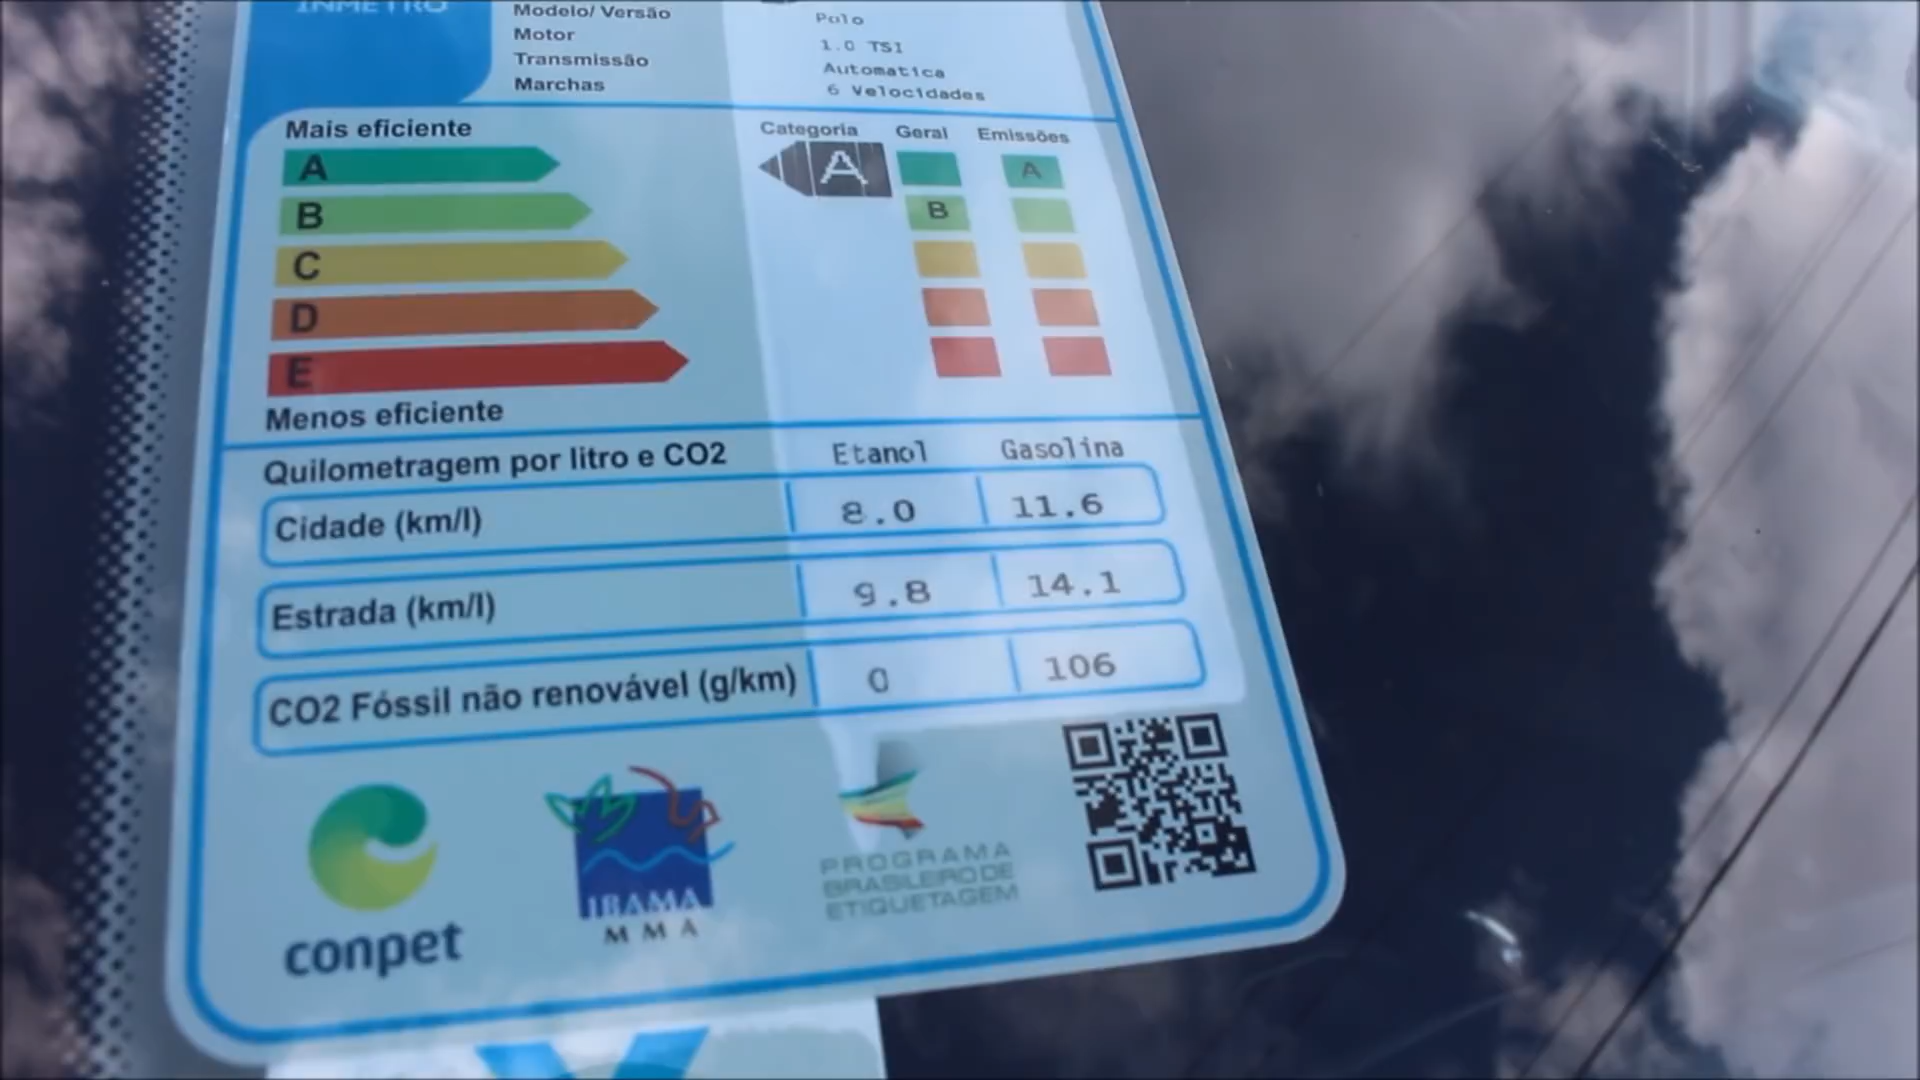 INMETRO
Modelo/ Versão Polo
Motor 1.0 TSI
Transmissão Automatica
Marchas 6 Velocidades
Mais eficiente Categoria Geral Emissões
A A A
B B
C
D
E
Menos eficiente
Quilometragem por litro e CO2 Etanol Gasolina
Cidade (km/l) 8.0 11.6
Estrada (km/l) 9.8 14.1
CO2 Fóssil não renovável (g/km) 0 106
conpet
IBAMA
M M A
PROGRAMA
BRASILEIRO DE
ETIQUETAGEM